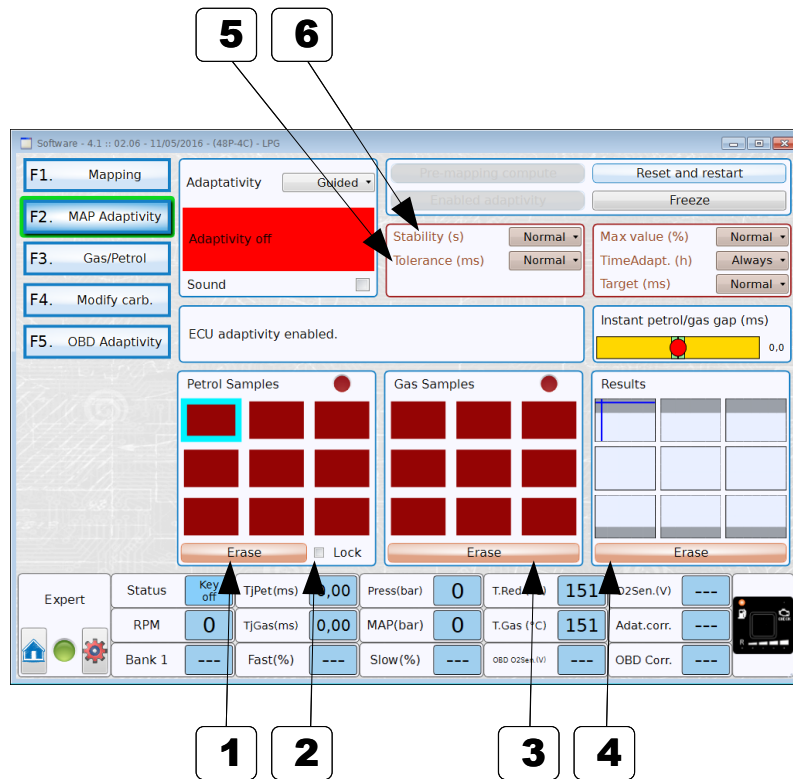 5 6
Software - 4.1 :: 02.06 - 11/05/2016 - (48P-4C) - LPG
F1. Mapping
F2. MAP Adaptivity
F3. Gas/Petrol
F4. Modify carb.
F5. OBD Adaptivity
Adaptativity Guided
Adaptivity off
Sound
Pre-mapping compute
Enabled adaptivity
Reset and restart
Freeze
Stability (s) Normal
Tolerance (ms) Normal
Max value (%) Normal
TimeAdapt. (h) Always
Target (ms) Normal
ECU adaptivity enabled.
Instant petrol/gas gap (ms)
0,0
Petrol Samples
Gas Samples
Results
Erase Lock
Erase
Erase
Expert
Status Key off TjPet(ms) 0,00 Press(bar) 0 T.Red 151 O2Sen.(V) ---
RPM 0 TjGas(ms) 0,00 MAP(bar) 0 T.Gas (°C) 151 Adat.corr. ---
Bank 1 --- Fast(%) --- Slow(%) --- OBD O2Sen.(V) --- OBD Corr. ---
1 2 3 4